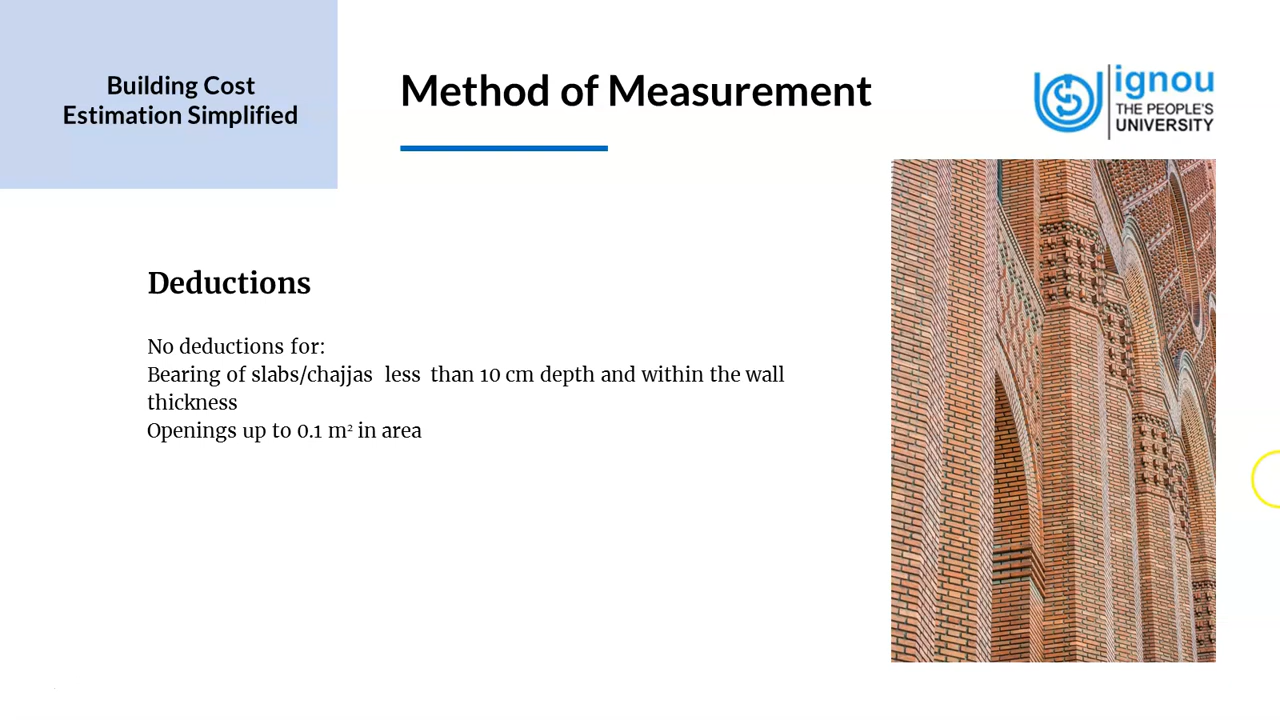 Building Cost
Estimation Simplified
Method of Measurement
ignou
THE PEOPLE'S
UNIVERSITY
Deductions
No deductions for:
Bearing of slabs/chajjas less than 10 cm depth and within the wall
thickness
Openings up to 0.1 m² in area